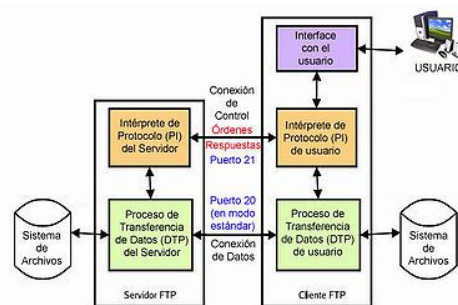 Interface
con el
usuario
USUARIO
Conexión
de
Control
Órdenes
Respuestas
Puerto 21
Intérprete de
Protocolo (PI)
del Servidor
Intérprete de
Protocolo (PI)
de usuario
Puerto 20
(en modo
estándar)
Conexión
de Datos
Sistema
de
Archivos
Proceso de
Transferencia
de Datos (DTP)
del Servidor
Proceso de
Transferencia
de Datos (DTP)
de usuario
Sistema
de
Archivos
Servidor FTP
Cliente FTP